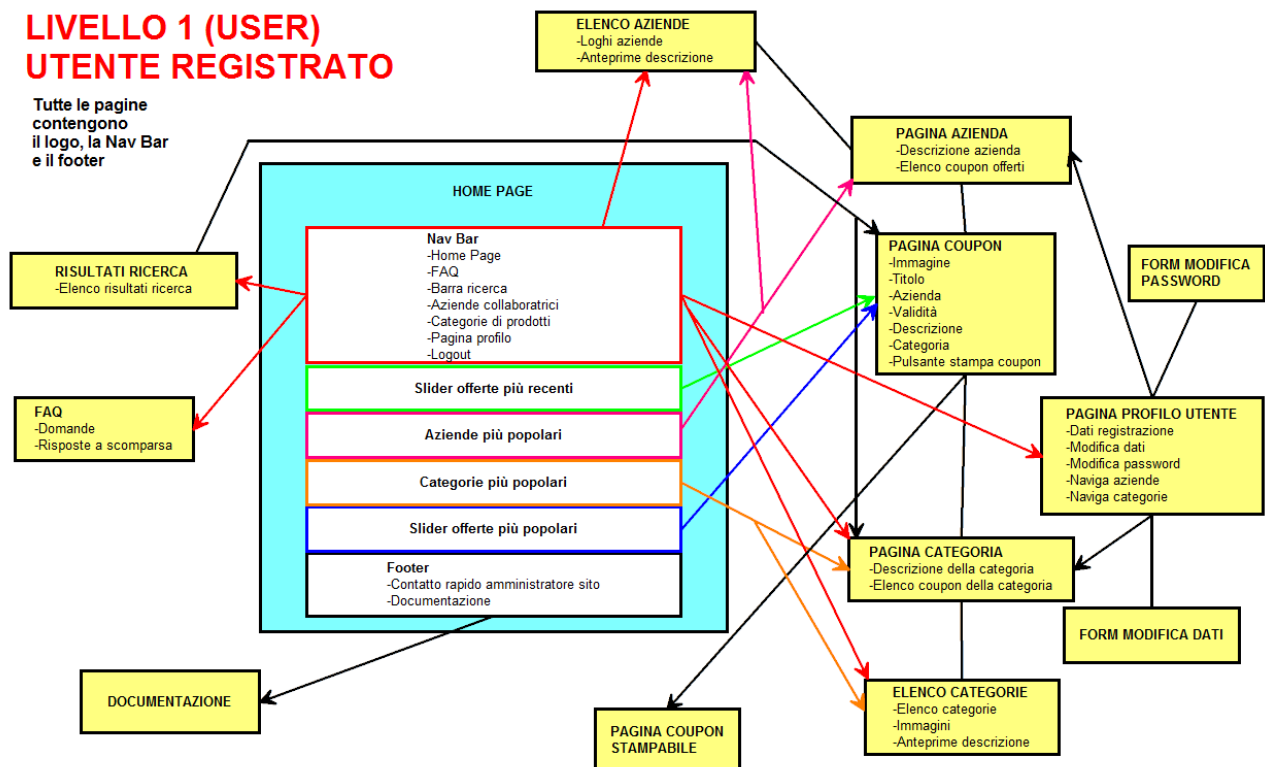 LIVELLO 1 (USER)
UTENTE REGISTRATO
Tutte le pagine
contengono
il logo, la Nav Bar
e il footer
ELENCO AZIENDE
-Loghi aziende
-Anteprime descrizione
PAGINA AZIENDA
-Descrizione azienda
-Elenco coupon offerti
HOME PAGE
Nav Bar
-Home Page
-FAQ
-Barra ricerca
-Aziende collaboratrici
-Categorie di prodotti
-Pagina profilo
-Logout
Slider offerte più recenti
Aziende più popolari
Categorie più popolari
Slider offerte più popolari
Footer
-Contatto rapido amministratore sito
-Documentazione
RISULTATI RICERCA
-Elenco risultati ricerca
FAQ
-Domande
-Risposte a scomparsa
PAGINA COUPON
-Immagine
-Titolo
-Azienda
-Validità
-Descrizione
-Categoria
-Pulsante stampa coupon
FORM MODIFICA
PASSWORD
PAGINA PROFILO UTENTE
-Dati registrazione
-Modifica dati
-Modifica password
-Naviga aziende
-Naviga categorie
PAGINA CATEGORIA
-Descrizione della categoria
-Elenco coupon della categoria
FORM MODIFICA DATI
DOCUMENTAZIONE
PAGINA COUPON
STAMPABILE
ELENCO CATEGORIE
-Elenco categorie
-Immagini
-Anteprime descrizione